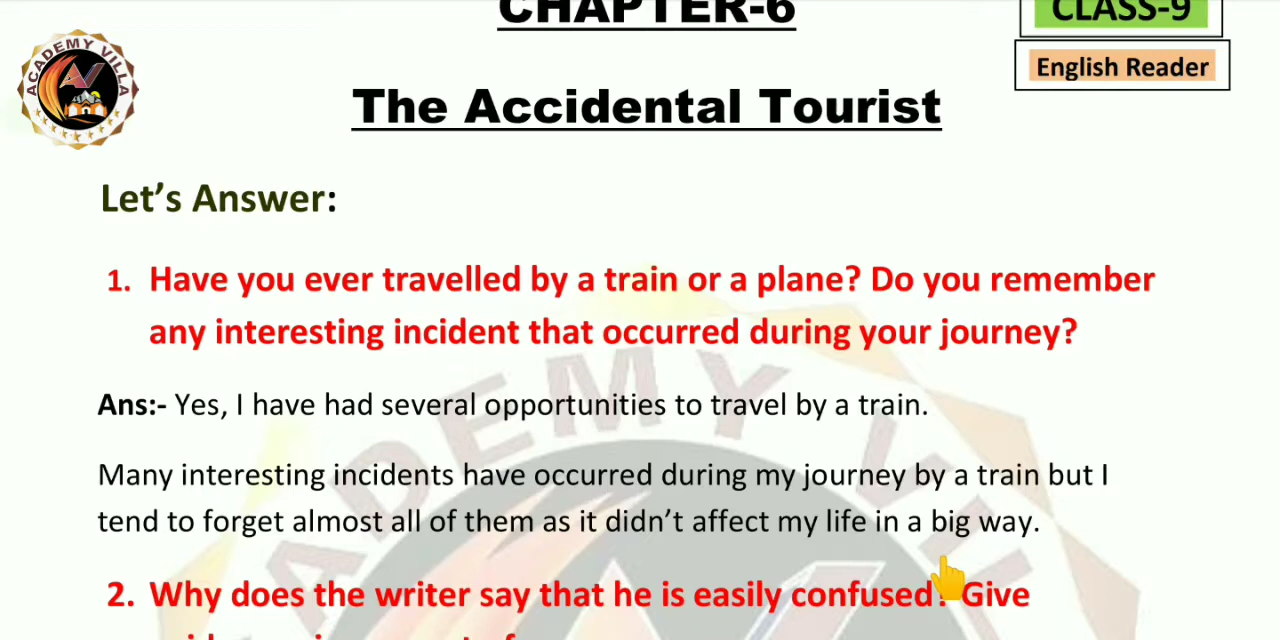 CHAPTER-6
CLASS-9
English Reader
ACADEMY VILLA
The Accidental Tourist
Let’s Answer:
1. Have you ever travelled by a train or a plane? Do you remember
any interesting incident that occurred during your journey?
Ans:- Yes, I have had several opportunities to travel by a train.
Many interesting incidents have occurred during my journey by a train but I
tend to forget almost all of them as it didn’t affect my life in a big way.
2. Why does the writer say that he is easily confused? Give